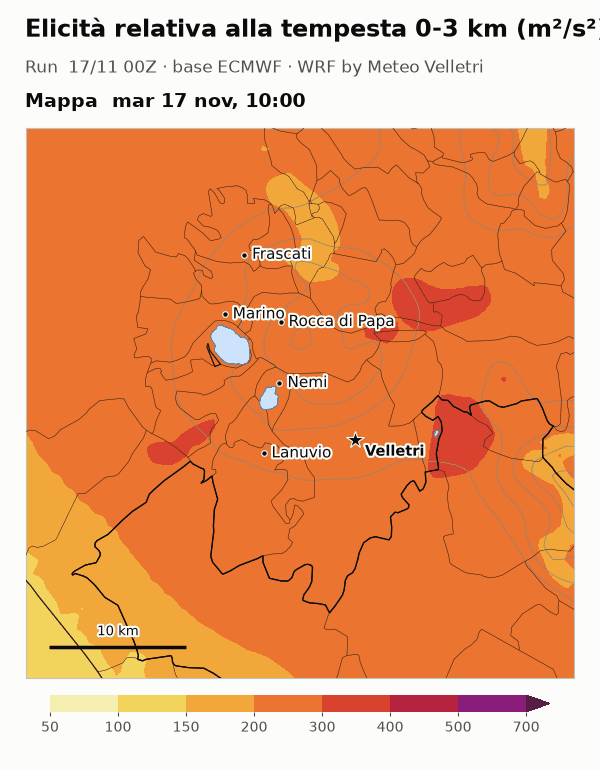 Elicità relativa alla tempesta 0-3 km (m²/s²)
Run  17/11 00Z · base ECMWF · WRF by Meteo Velletri
Mappa  mar 17 nov, 10:00
Frascati
Marino
Rocca di Papa
Nemi
Velletri
Lanuvio
10 km
50 100 150 200 300 400 500 700